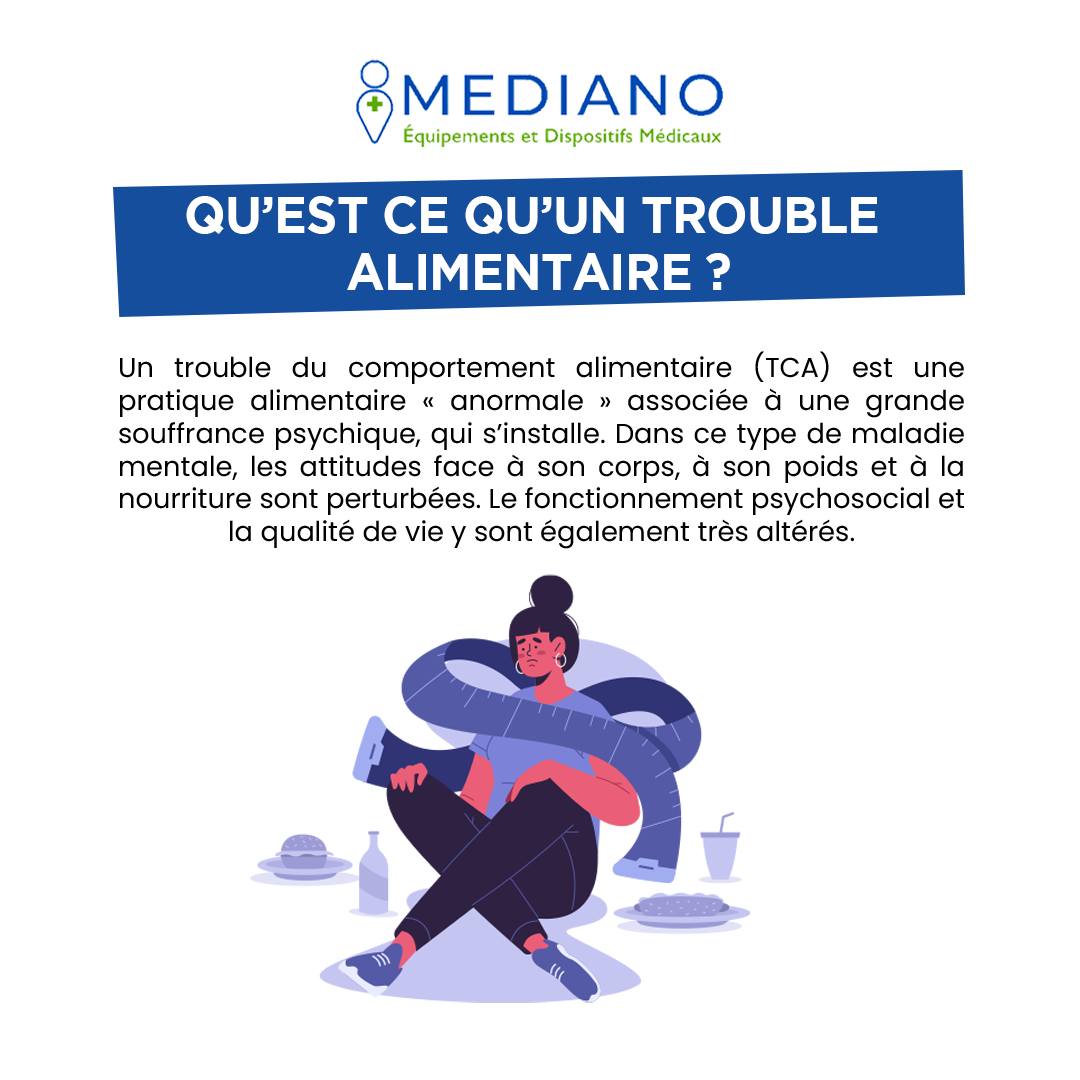 MEDIANO
Équipements et Dispositifs Médicaux
QU’EST CE QU’UN TROUBLE
ALIMENTAIRE ?
Un trouble du comportement alimentaire (TCA) est une
pratique alimentaire « anormale » associée à une grande
souffrance psychique, qui s’installe. Dans ce type de maladie
mentale, les attitudes face à son corps, à son poids et à la
nourriture sont perturbées. Le fonctionnement psychosocial et
la qualité de vie y sont également très altérés.